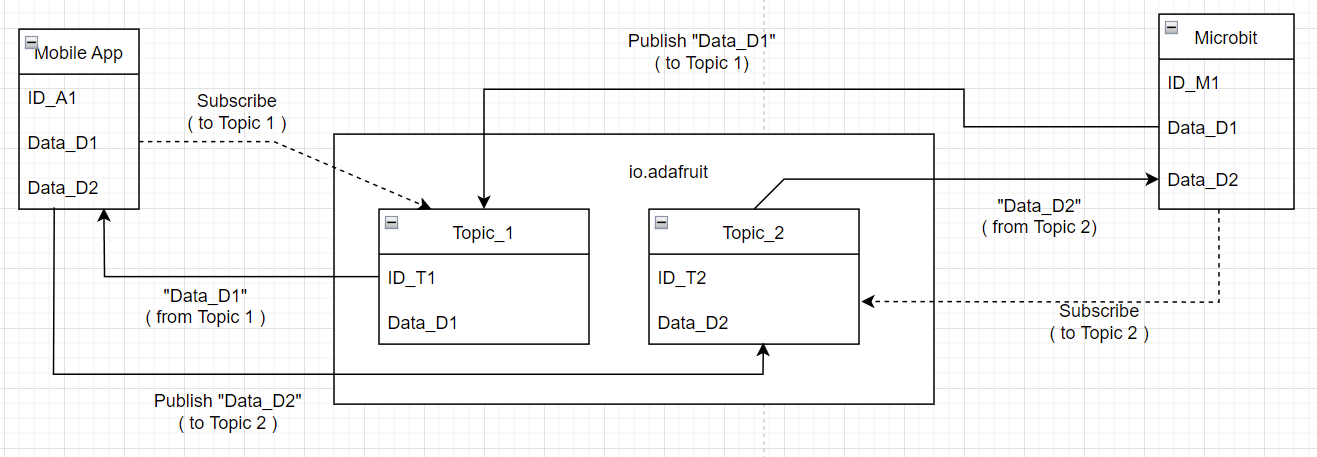 Mobile App
ID_A1
Data_D1
Data_D2
Subscribe
( to Topic 1 )
Publish "Data_D1"
( to Topic 1)
Microbit
ID_M1
Data_D1
Data_D2
io.adafruit
Topic_1
ID_T1
Data_D1
Topic_2
ID_T2
Data_D2
"Data_D2"
( from Topic 2)
"Data_D1"
( from Topic 1 )
Subscribe
( to Topic 2 )
Publish "Data_D2"
( to Topic 2 )